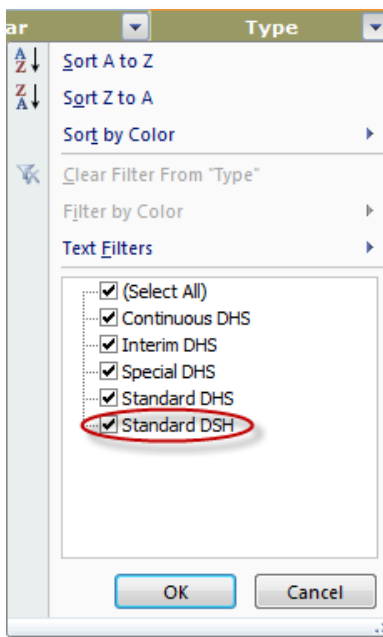 ar Type
Sort A to Z
Sort Z to A
Sort by Color
Clear Filter From "Type"
Filter by Color
Text Filters
(Select All)
Continuous DHS
Interim DHS
Special DHS
Standard DHS
Standard DSH
OK Cancel